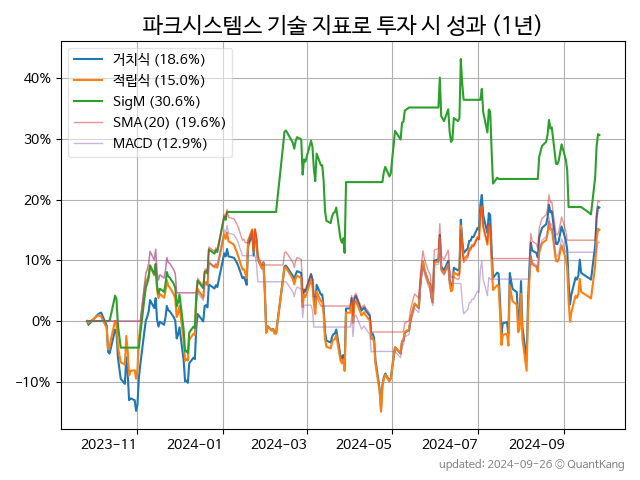 파크시스템스 기술 지표로 투자 시 성과 (1년)
거치식 (18.6%)
적립식 (15.0%)
SigM (30.6%)
SMA(20) (19.6%)
MACD (12.9%)
40%
30%
20%
10%
0%
−10%
2023-11 2024-01 2024-03 2024-05 2024-07 2024-09
updated: 2024-09-26 © QuantKang